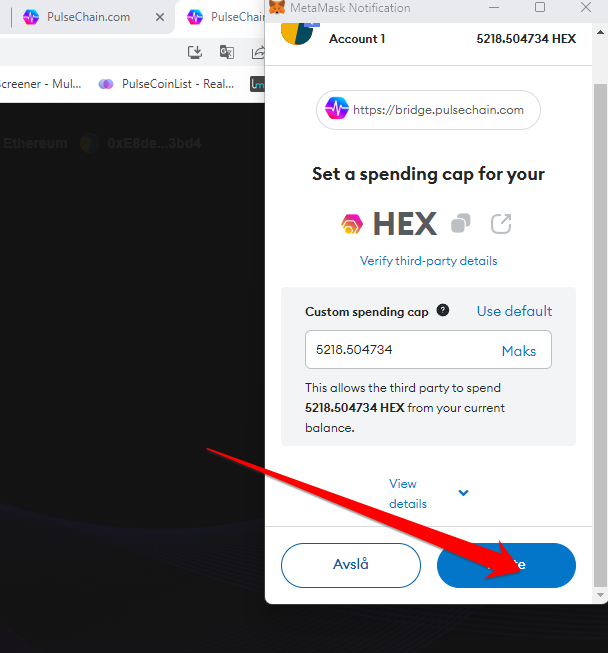 PulseChain.com
PulseChain
MetaMask Notification
Account 1
5218.504734 HEX
creener - Mul...
PulseCoinList - Real...
https://bridge.pulsechain.com
Ethereum
0xE8de...3bd4
Set a spending cap for your
HEX
Verify third-party details
Custom spending cap
?
Use default
5218.504734
Maks
This allows the third party to spend
5218.504734 HEX from your current
balance.
View
details
Avslå